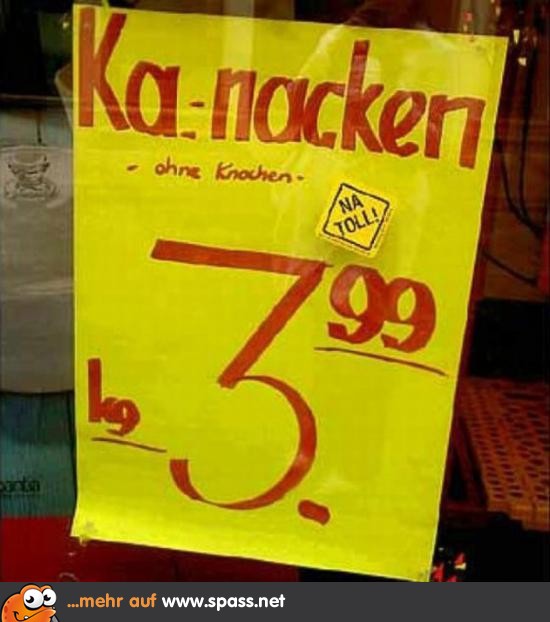 Ka.-nacken
- ohne Knochen -
NA
TOLL!
3.99
kg
...mehr auf www.spass.net